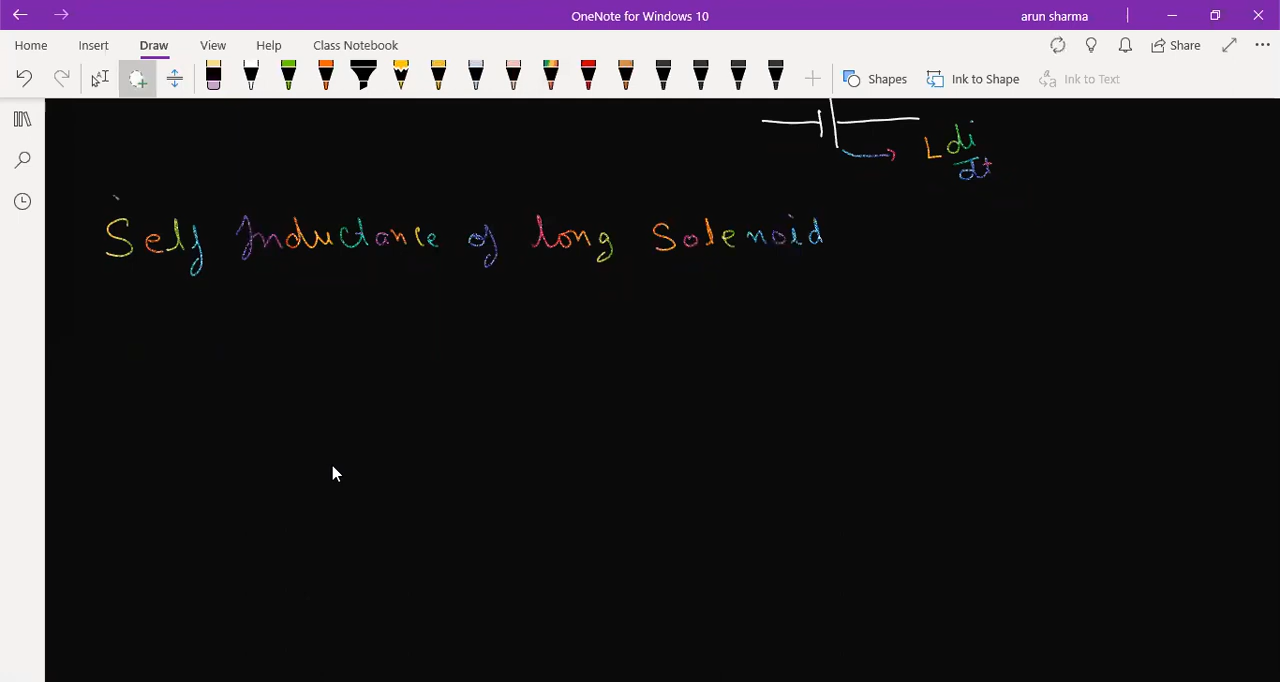 OneNote for Windows 10
arun sharma
Home Insert Draw View Help Class Notebook
Share
Shapes Ink to Shape Ink to Text
L di/dt
Self Inductance of long Solenoid